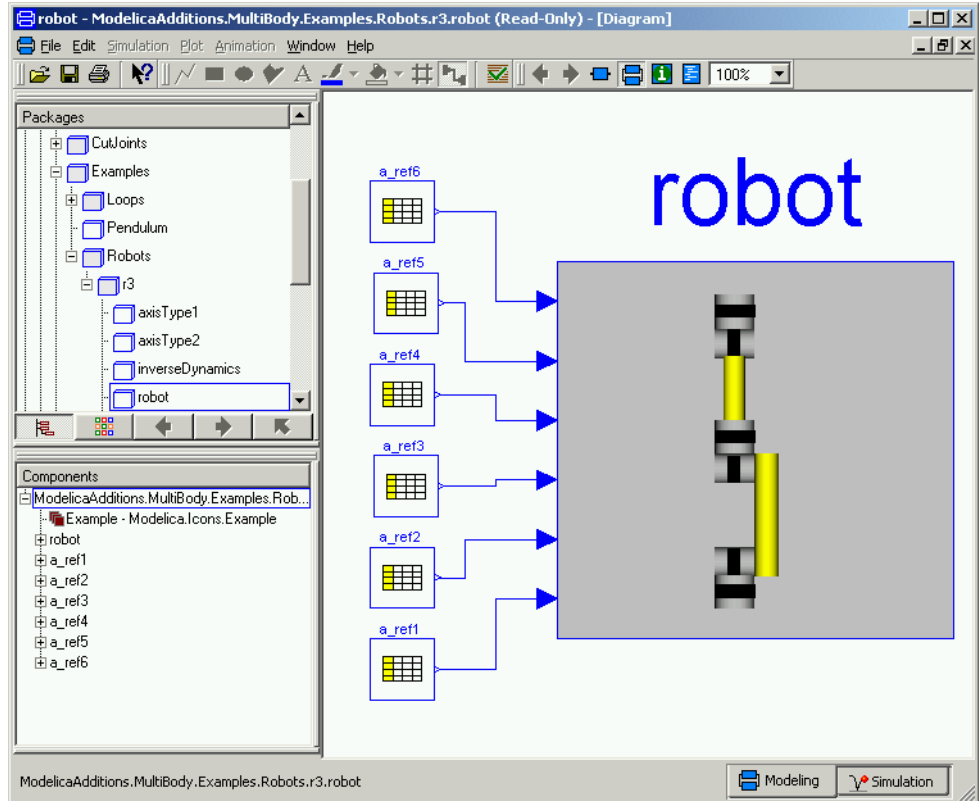 robot - ModelicaAdditions.MultiBody.Examples.Robots.r3.robot (Read-Only) - [Diagram]
File Edit Simulation Plot Animation Window Help
100%
Packages
CutJoints
Examples
Loops
Pendulum
Robots
r3
axisType1
axisType2
inverseDynamics
robot
Components
ModelicaAdditions.MultiBody.Examples.Rob...
Example - Modelica.Icons.Example
robot
a_ref1
a_ref2
a_ref3
a_ref4
a_ref5
a_ref6
robot
a_ref6
a_ref5
a_ref4
a_ref3
a_ref2
a_ref1
ModelicaAdditions.MultiBody.Examples.Robots.r3.robot
Modeling
Simulation